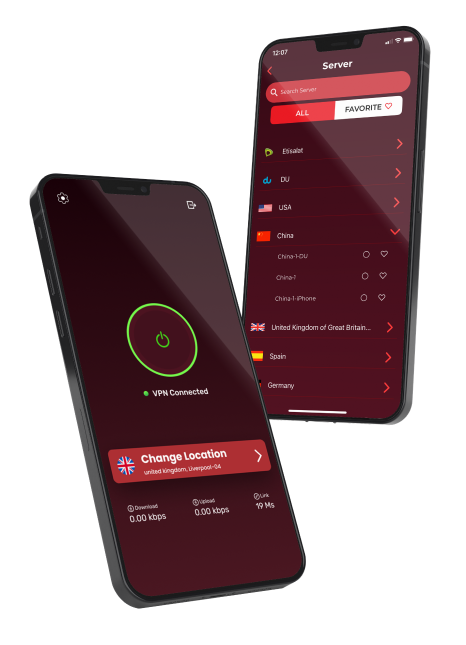 12:07
Server
Search Server
ALL
FAVORITE
Etisalat
DU
USA
China
China-1-DU
China-1
China-1-iPhone
United Kingdom of Great Britain...
Spain
Germany
VPN Connected
Change Location
united kingdom, Liverpool-04
Download
0.00 kbps
Upload
0.00 kbps
Link
19 Ms